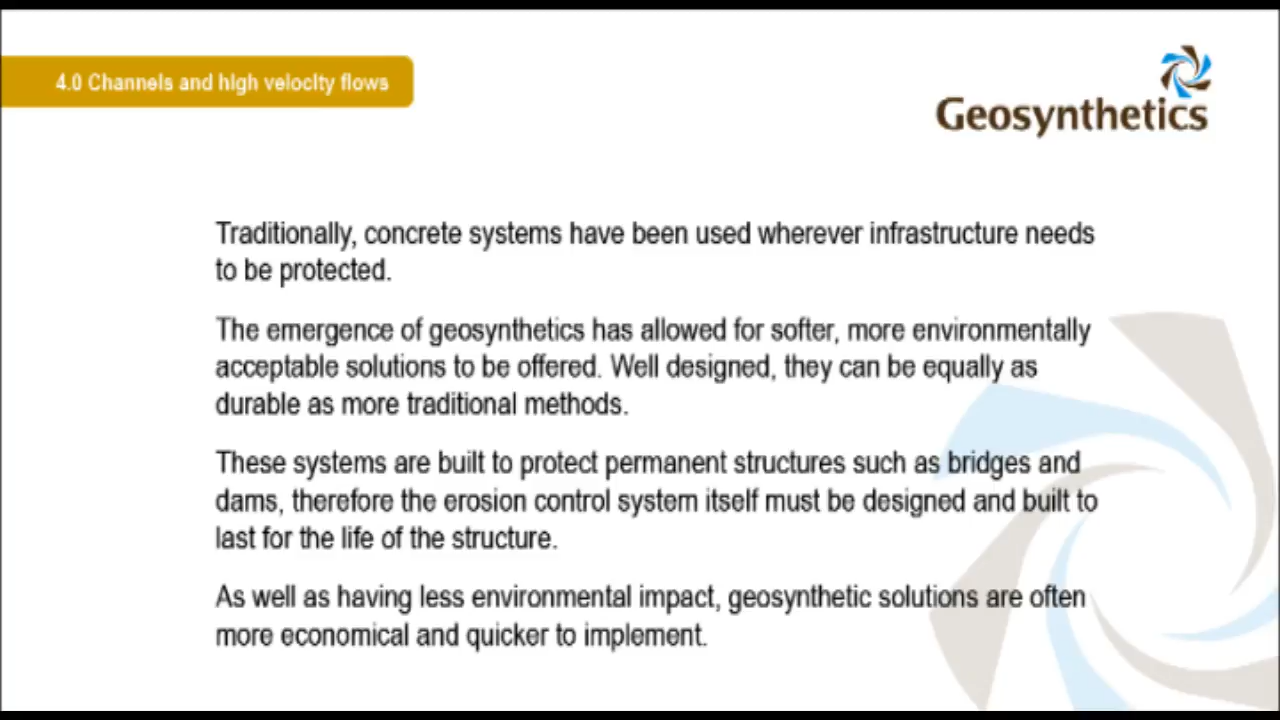 4.0 Channels and high velocity flows
Geosynthetics
Traditionally, concrete systems have been used wherever infrastructure needs
to be protected.
The emergence of geosynthetics has allowed for softer, more environmentally
acceptable solutions to be offered. Well designed, they can be equally as
durable as more traditional methods.
These systems are built to protect permanent structures such as bridges and
dams, therefore the erosion control system itself must be designed and built to
last for the life of the structure.
As well as having less environmental impact, geosynthetic solutions are often
more economical and quicker to implement.